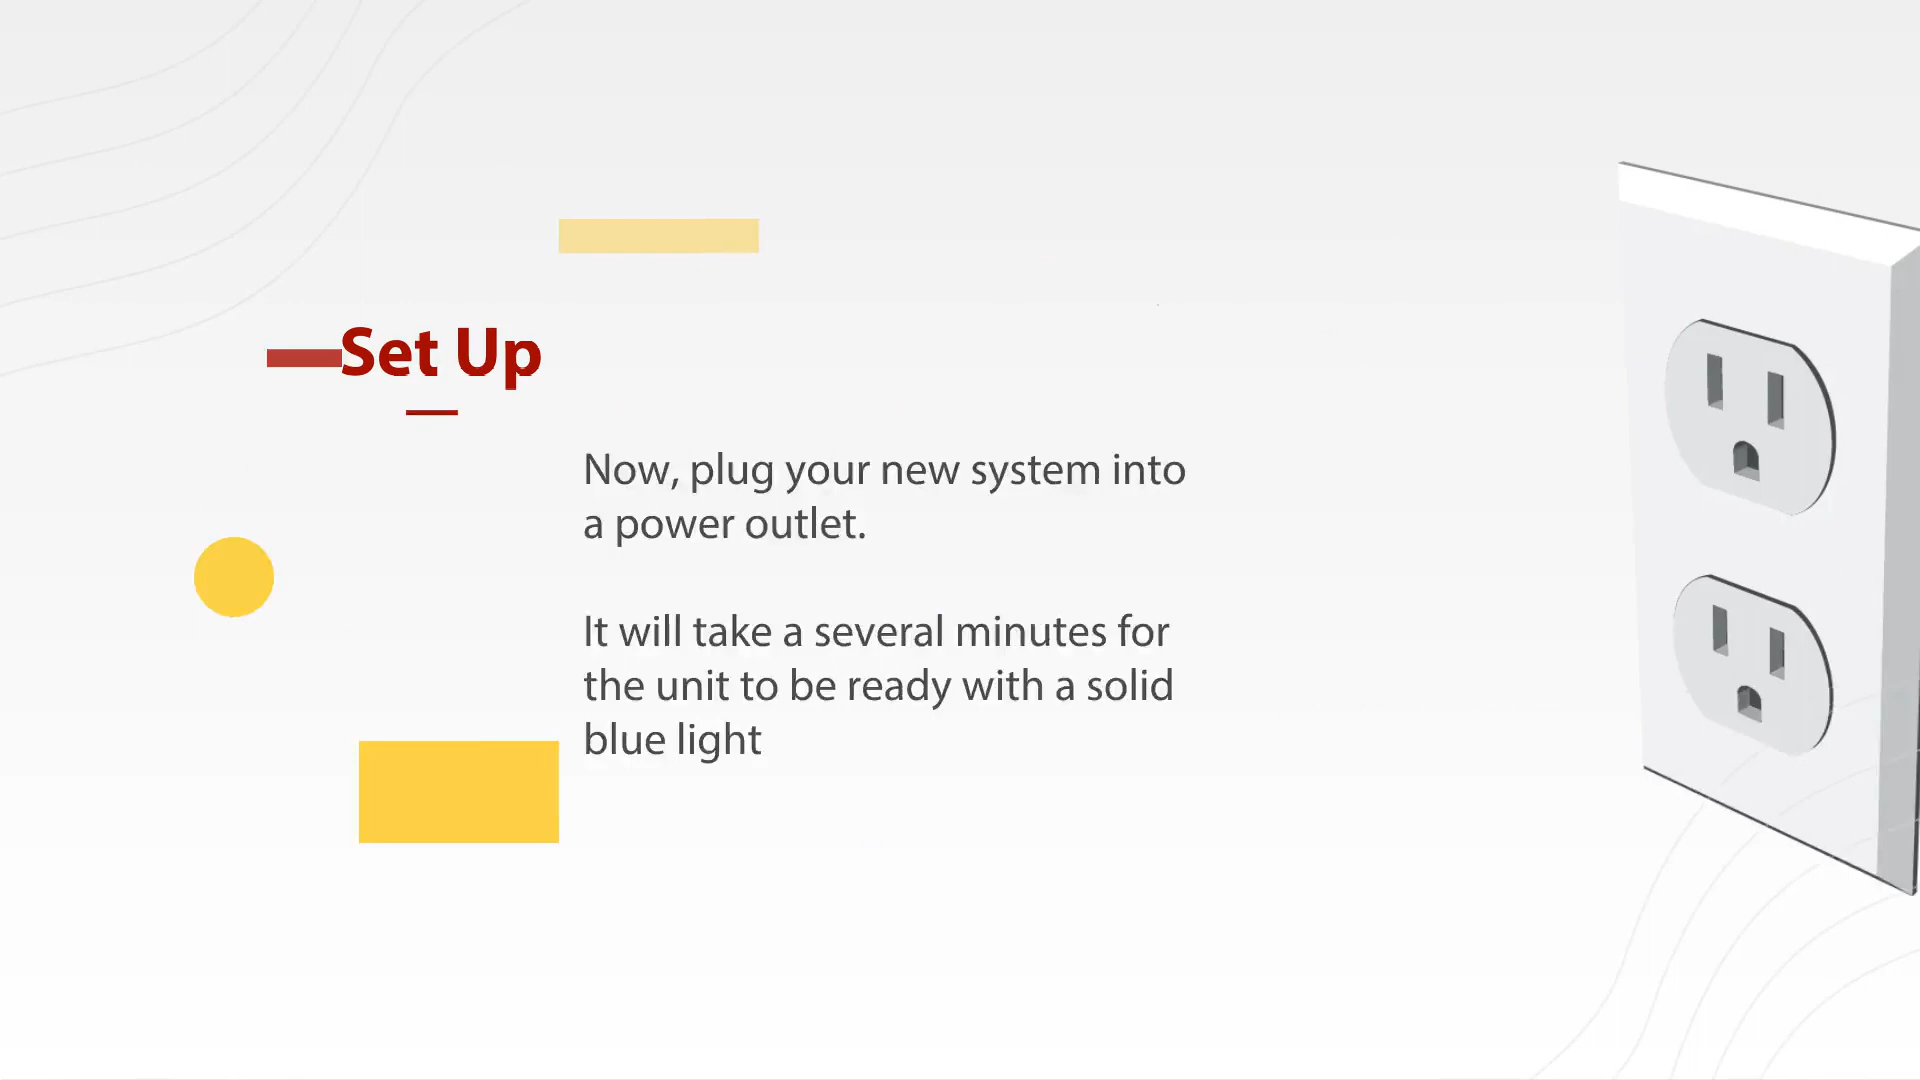 Set Up
Now, plug your new system into
a power outlet.
It will take a several minutes for
the unit to be ready with a solid
blue light